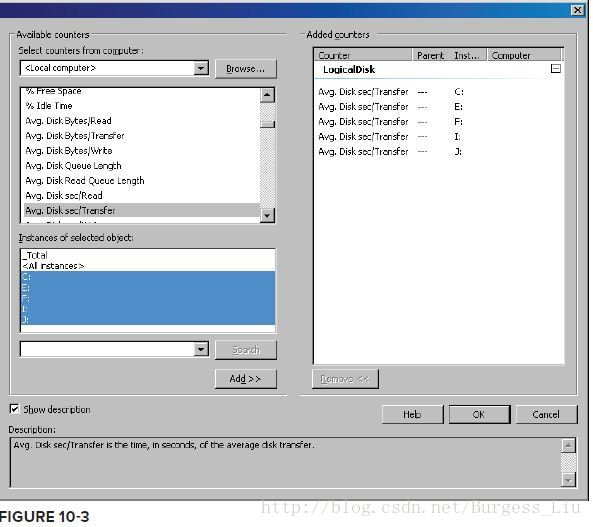 Available counters
Select counters from computer:
<Local computer>
Browse...
% Free Space
% Idle Time
Avg. Disk Bytes/Read
Avg. Disk Bytes/Transfer
Avg. Disk Bytes/Write
Avg. Disk Queue Length
Avg. Disk Read Queue Length
Avg. Disk sec/Read
Avg. Disk sec/Transfer
Instances of selected object:
_Total
<All instances>
C:
E:
F:
I:
J:
Search
Add >>
Added counters
Counter Parent Inst... Computer
LogicalDisk
Avg. Disk sec/Transfer --- C:
Avg. Disk sec/Transfer --- E:
Avg. Disk sec/Transfer --- F:
Avg. Disk sec/Transfer --- I:
Avg. Disk sec/Transfer --- J:
Remove <<
Show description
Help
OK
Cancel
Description:
Avg. Disk sec/Transfer is the time, in seconds, of the average disk transfer.
FIGURE 10-3
http://blog.csdn.net/Burgess_Liu